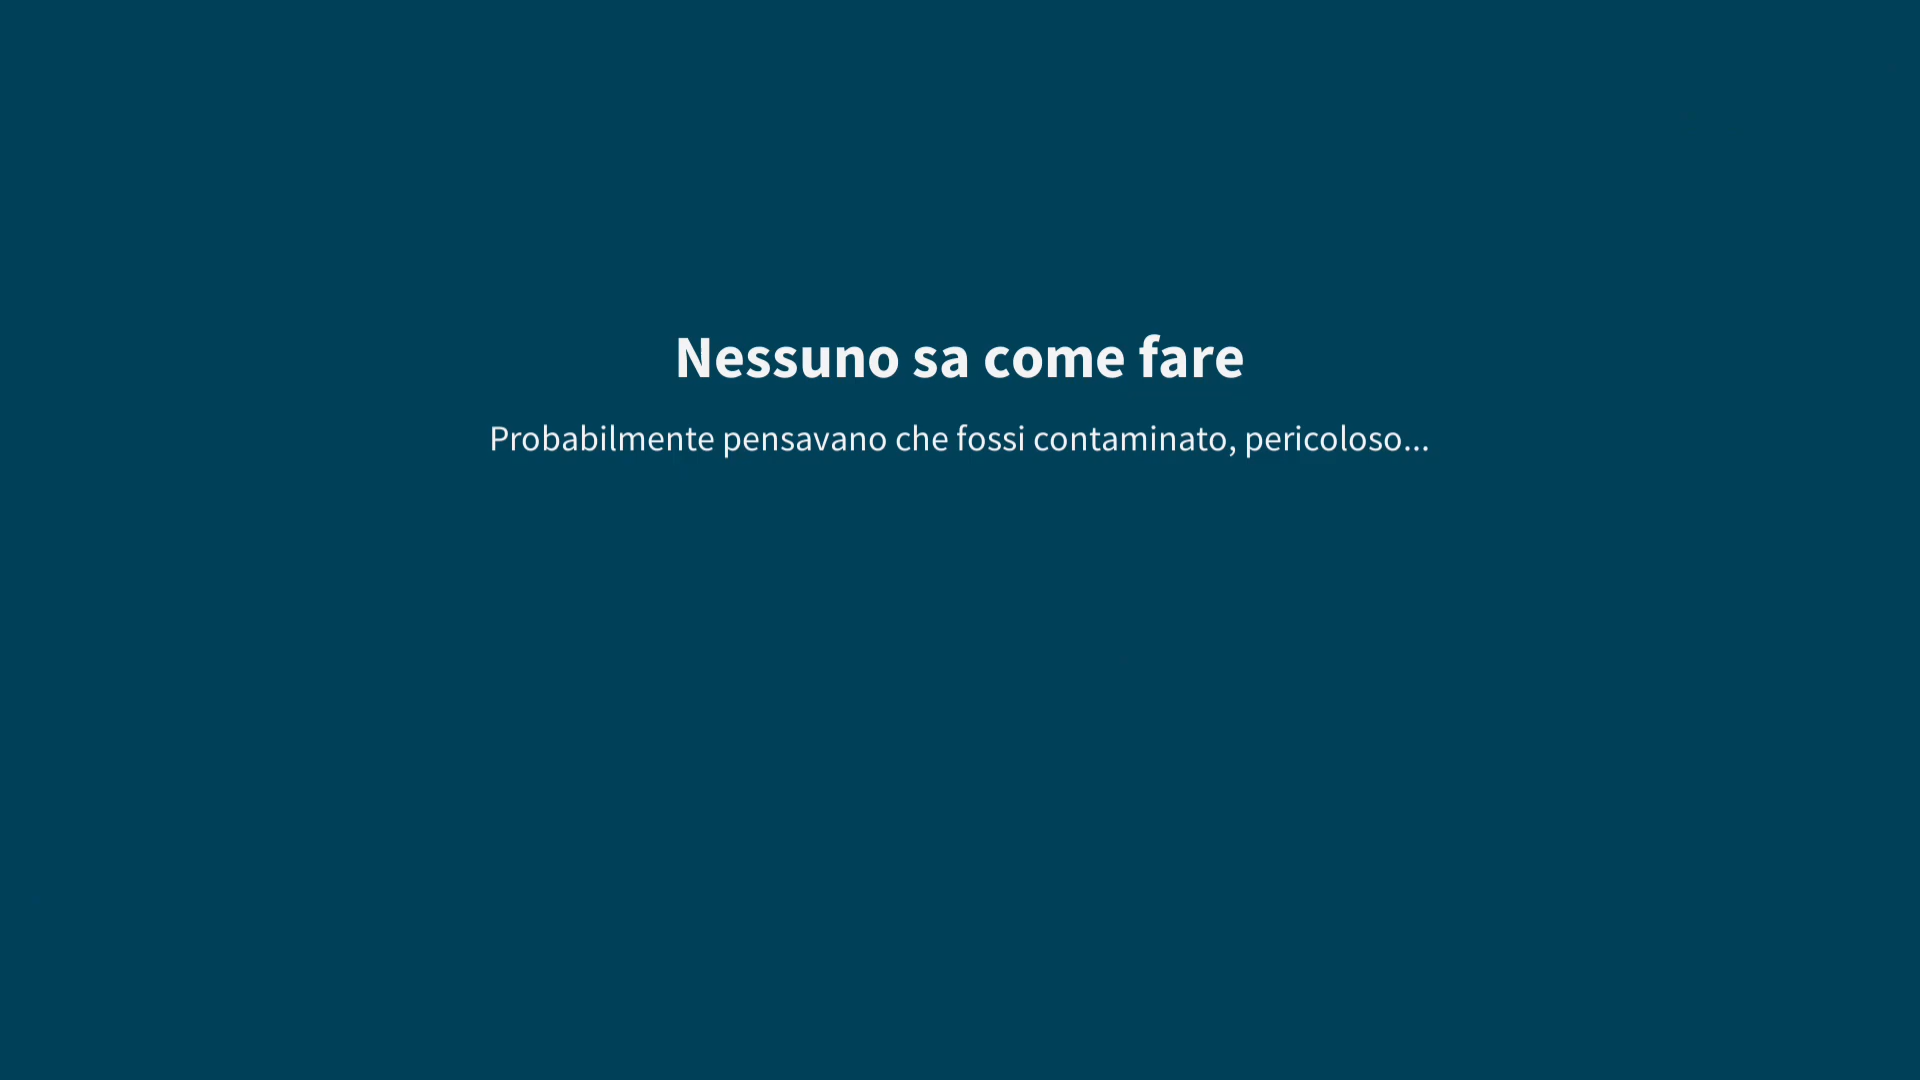 Nessuno sa come fare
Probabilmente pensavano che fossi contaminato, pericoloso...